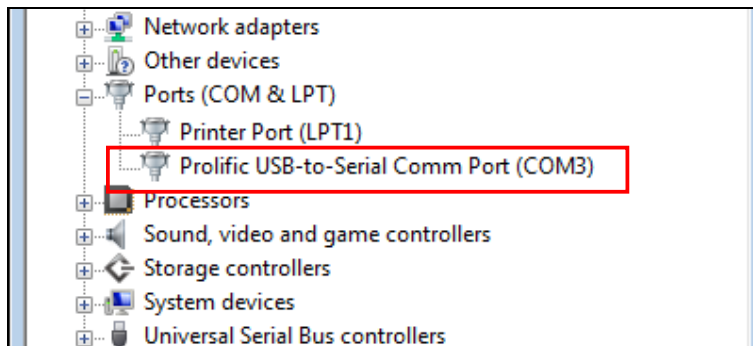 Network adapters
Other devices
Ports (COM & LPT)
Printer Port (LPT1)
Prolific USB-to-Serial Comm Port (COM3)
Processors
Sound, video and game controllers
Storage controllers
System devices
Universal Serial Bus controllers